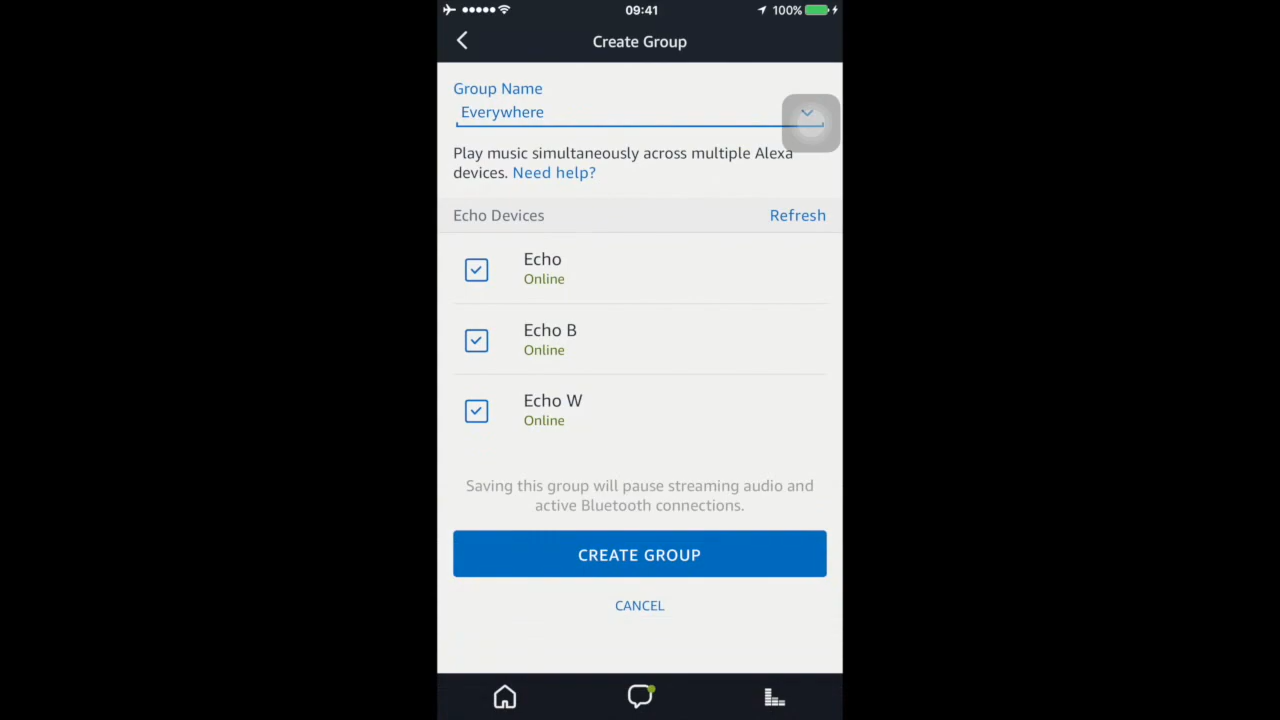 09:41
100%
Create Group
Group Name
Everywhere
Play music simultaneously across multiple Alexa
devices. Need help?
Echo Devices Refresh
Echo
Online
Echo B
Online
Echo W
Online
Saving this group will pause streaming audio and
active Bluetooth connections.
CREATE GROUP
CANCEL